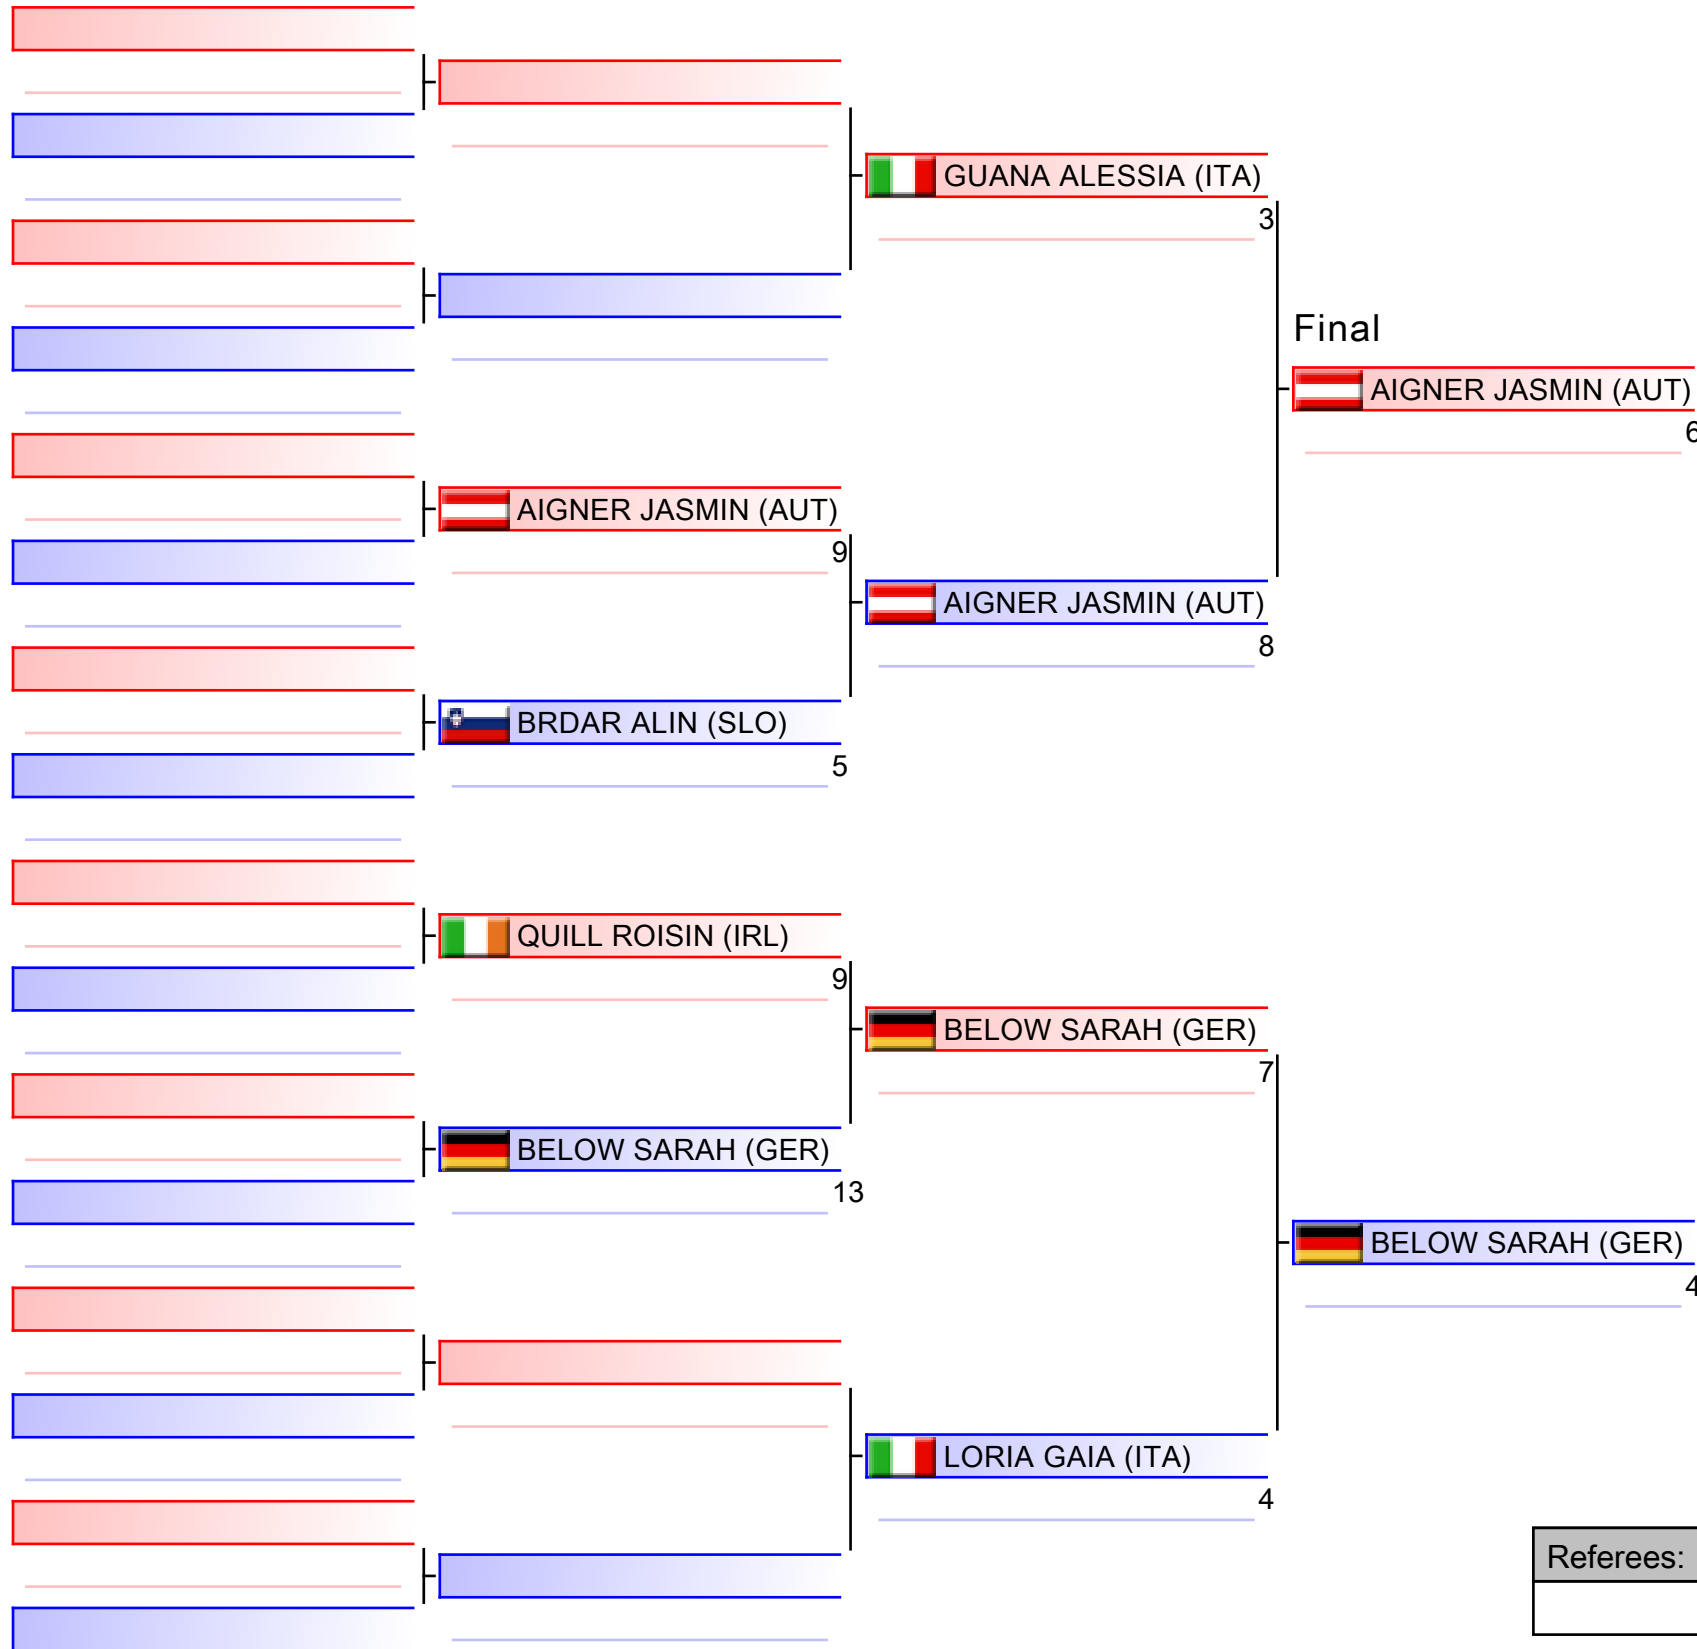 GUANA ALESSIA (ITA)
3
Final
AIGNER JASMIN (AUT)
6
AIGNER JASMIN (AUT)
9
AIGNER JASMIN (AUT)
8
BRDAR ALIN (SLO)
5
QUILL ROISIN (IRL)
9
BELOW SARAH (GER)
7
BELOW SARAH (GER)
13
BELOW SARAH (GER)
4
LORIA GAIA (ITA)
4
Referees: